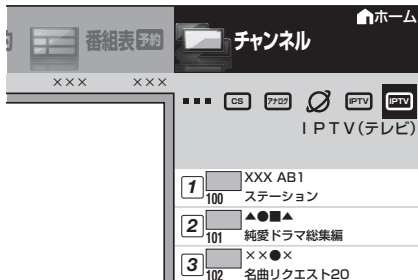 ホーム
番組表予約
チャンネル
××× ×××
CS アナログ IPTV IPTV
IPTV(テレビ)
1 XXX AB1
100 ステーション
2 ▲●■▲
101 純愛ドラマ総集編
3 ××●×
102 名曲リクエスト20